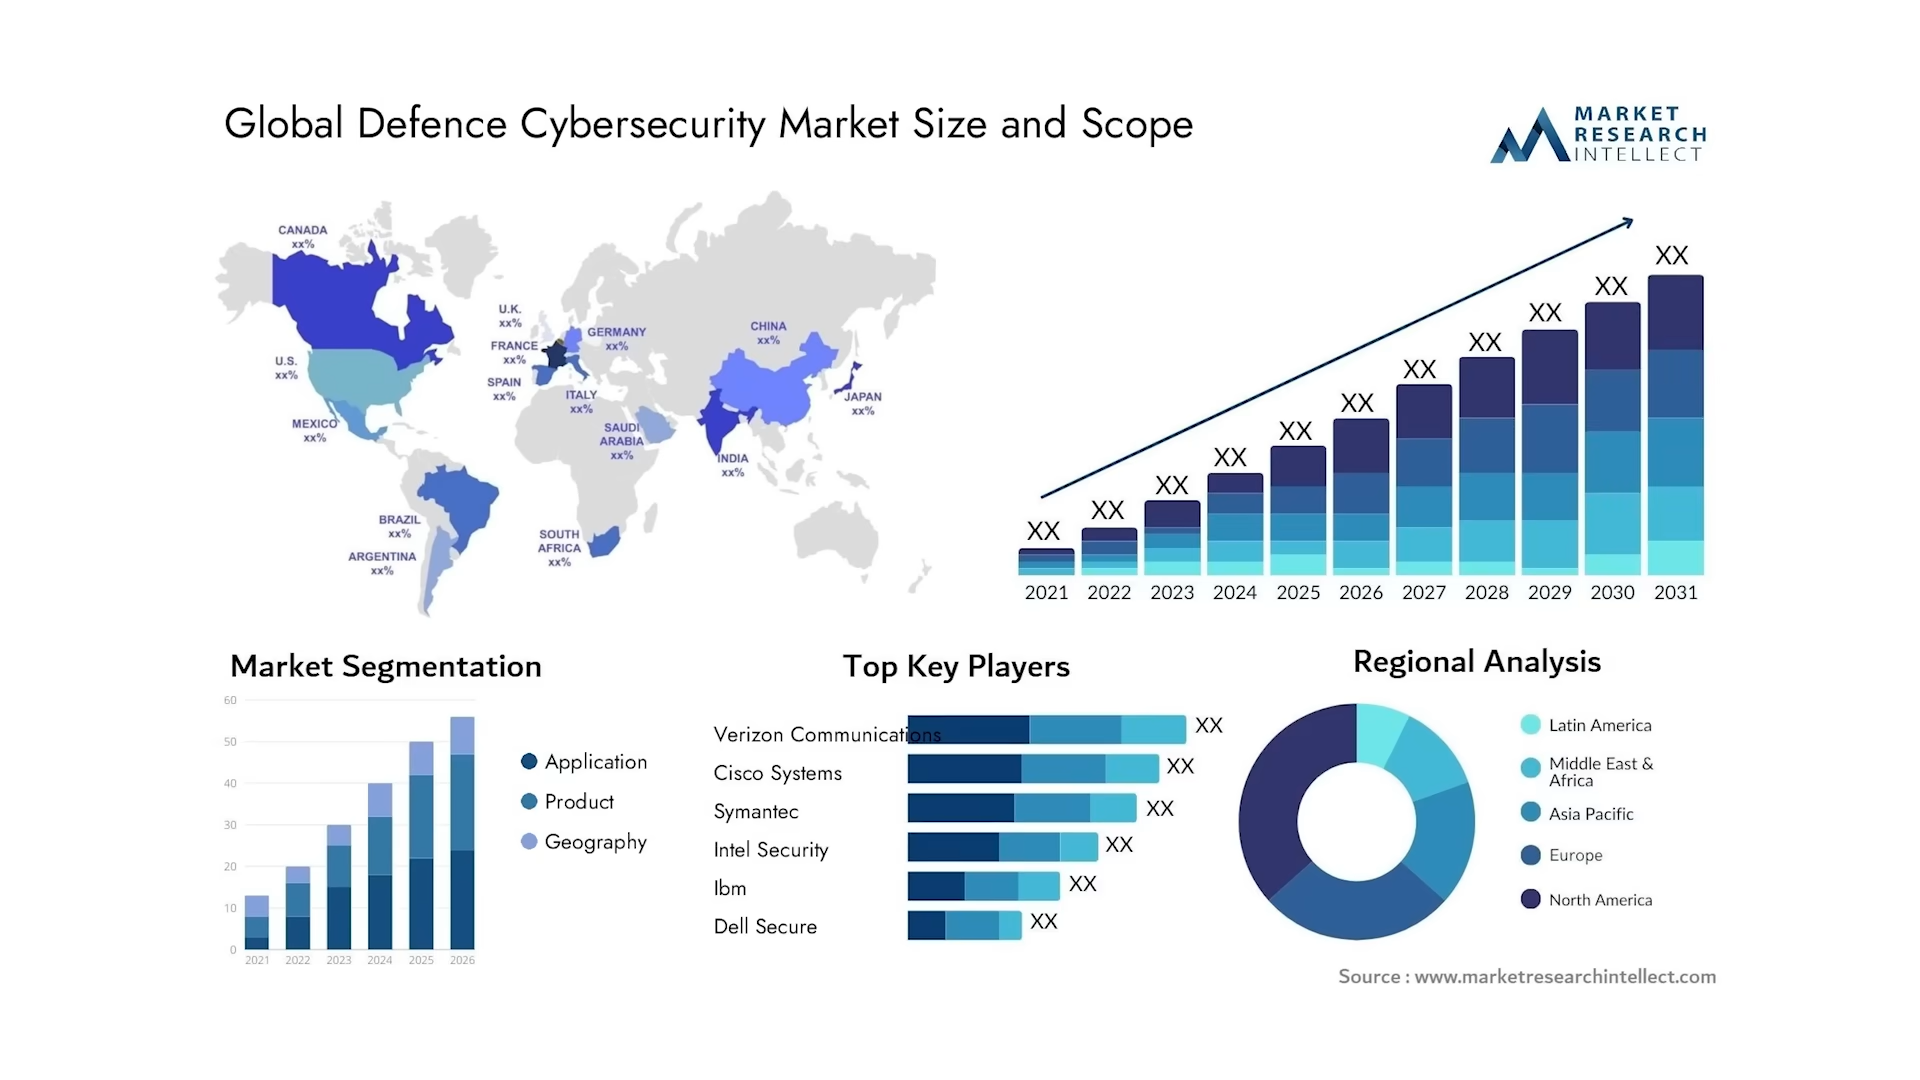 Global Defence Cybersecurity Market Size and Scope
MARKET
RESEARCH
INTELLECT
CANADA
xx%
U.S.
xx%
MEXICO
xx%
BRAZIL
xx%
ARGENTINA
xx%
U.K.
xx%
FRANCE
xx%
SPAIN
xx%
GERMANY
xx%
ITALY
xx%
SAUDI
ARABIA
xx%
SOUTH
AFRICA
xx%
CHINA
xx%
INDIA
xx%
JAPAN
xx%
XX
XX
XX
XX
XX
XX
XX
XX
XX
XX
XX
2021 2022 2023 2024 2025 2026 2027 2028 2029 2030 2031
Market Segmentation
60
50
40
30
20
10
0
2021 2022 2023 2024 2025 2026
Application
Product
Geography
Top Key Players
Verizon Communications XX
Cisco Systems XX
Symantec XX
Intel Security XX
Ibm XX
Dell Secure XX
Regional Analysis
Latin America
Middle East &
Africa
Asia Pacific
Europe
North America
Source : www.marketresearchintellect.com